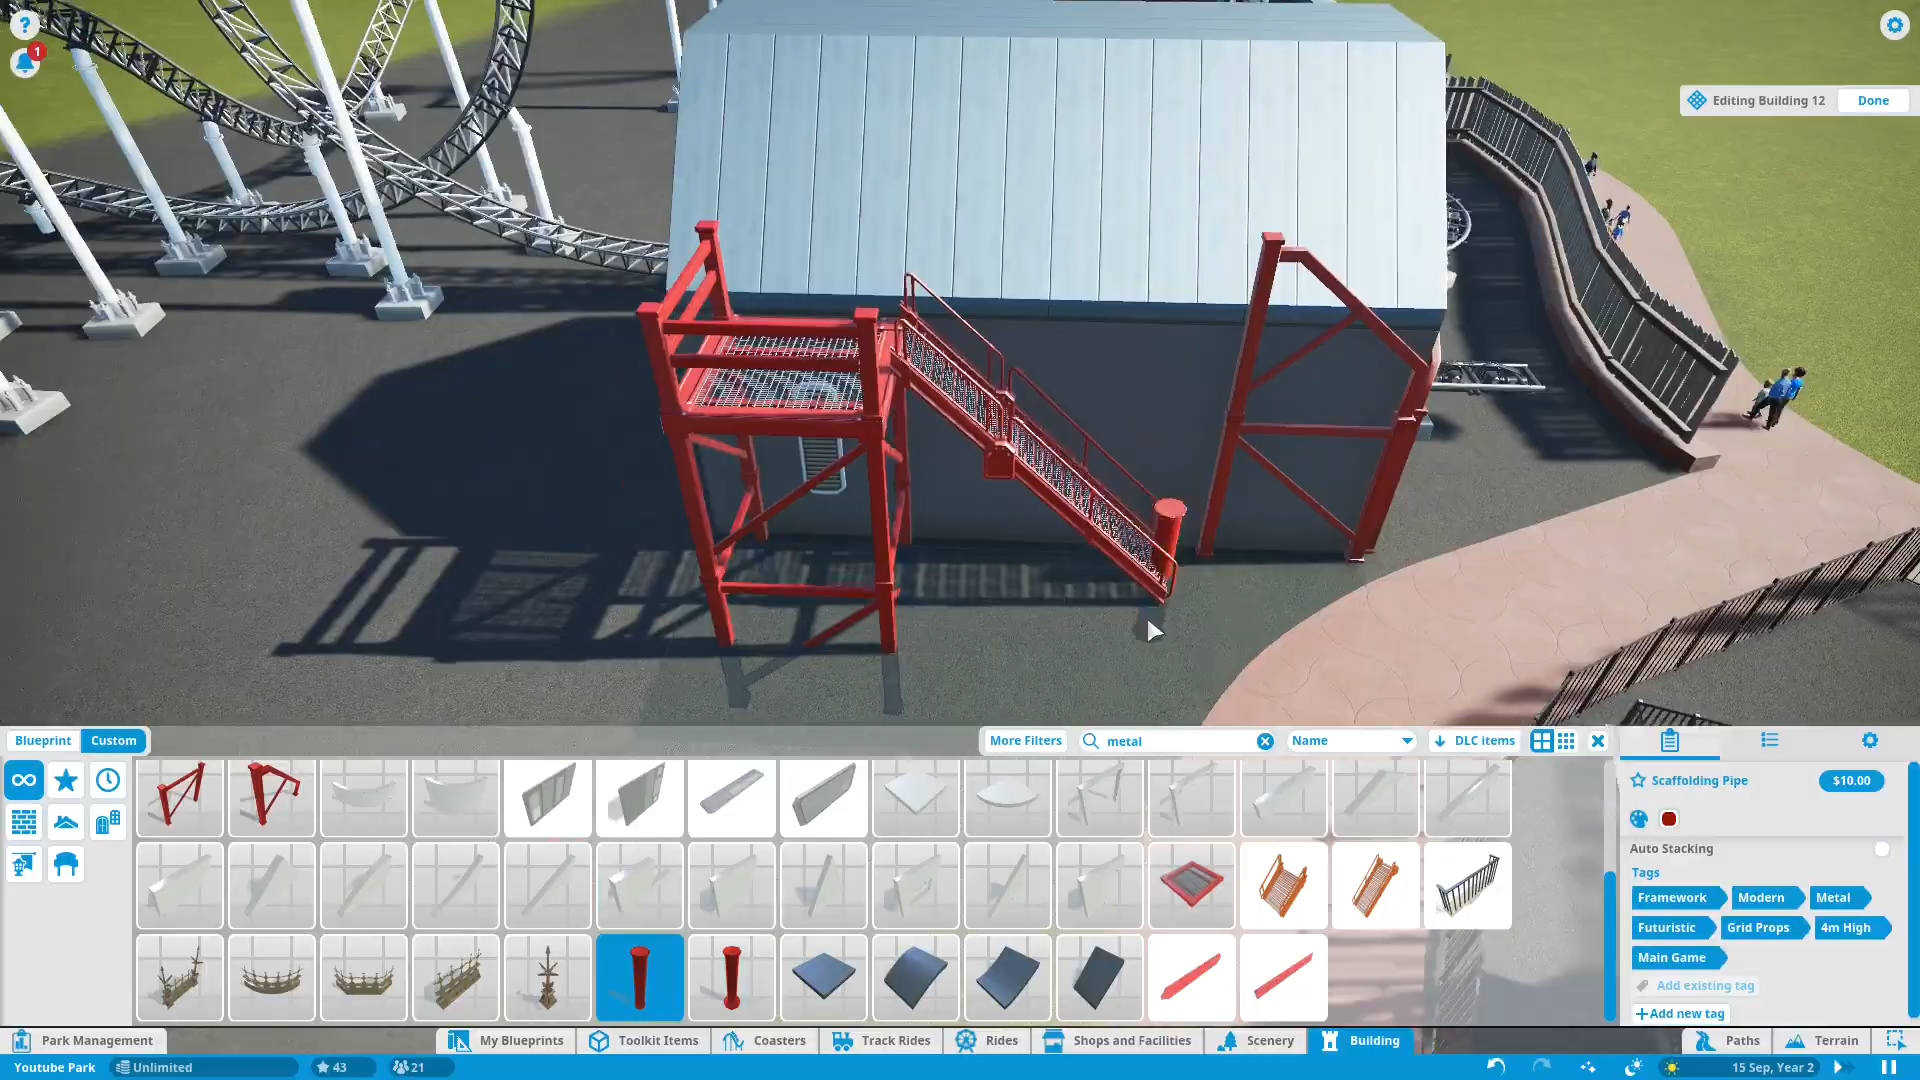 ?
1
Editing Building 12
Done
Blueprint
Custom
More Filters
metal
Name
DLC items
Scaffolding Pipe
$10.00
Auto Stacking
Tags
Framework
Modern
Metal
Futuristic
Grid Props
4m High
Main Game
Add existing tag
+Add new tag
Park Management
My Blueprints
Toolkit Items
Coasters
Track Rides
Rides
Shops and Facilities
Scenery
Building
Paths
Terrain
Youtube Park
Unlimited
43
21
15 Sep, Year 2